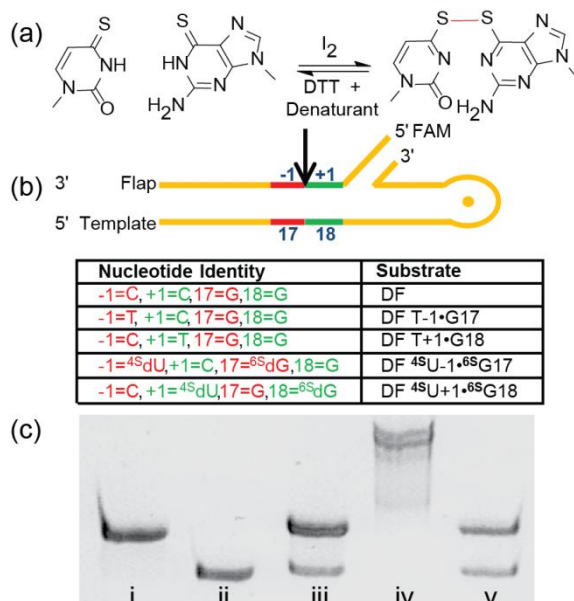 (a)
S
NH
N
O
S
HN
N
N
N
H₂N
I₂
DTT +
Denaturant
S
S
N
N
O
N
N
N
N
NH₂
(b)
5' FAM
3'
3'
Flap
-1
+1
5'
Template
17
18
Nucleotide Identity
Substrate
-1=C,+1=C,17=G,18=G
DF
-1=T, +1=C,17=G,18=G
DF T-1•G17
-1=C, +1=T, 17=G,18=G
DF T+1•G18
-1=⁴ˢdU,+1=C,17=⁶ˢdG,18=G
DF ⁴ˢU-1•⁶ˢG17
-1=C, +1=⁴ˢdU,17=G,18=⁶ˢdG
DF ⁴ˢU+1•⁶ˢG18
(c)
i
ii
iii
iv
v